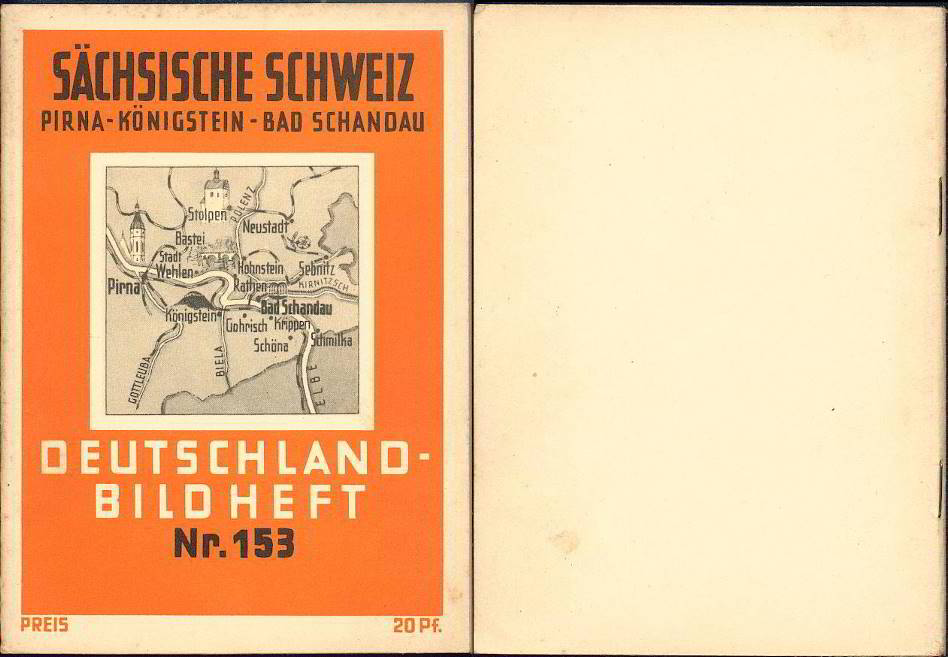 SÄCHSISCHE SCHWEIZ
PIRNA-KÖNIGSTEIN-BAD SCHANDAU
Stolpen
POLENZ
Neustadt
Bastei
Stadt
Wehlen
Hohnstein
Sebnitz
Rathen
KIRNITZSCH
Pirna
Bad Schandau
Königstein
Gohrisch
Krippen
Schöna
Schmilka
GOTTLEUBA
BIELA
ELBE
DEUTSCHLAND-
BILDHEFT
Nr. 153
PREIS 20 Pf.